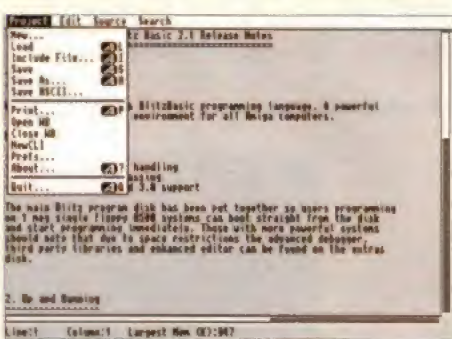 Project Edit Source Search
New...
Load L
Include File... I
Save S
Save As... A
Save ASCII...
Print... P
Open WB
Close WB
NewCLI
Prefs...
About... ?
Quit... Q
tz Basic 2.1 Release Notes
BlitzBasic programming language. A powerful
environment for all Amiga computers.
handling
3.0 support
The main Blitz program disk has been put together so users programming
on 1 meg single floppy A500 systems can boot straight from the disk
and start programming immediately. Those with more powerful systems
should note that due to space restrictions the advanced debugger,
third party libraries and enhanced editor can be found on the extras
disk.
2. Up and Running
Line:1 Column:1 Largest Mem (K):967